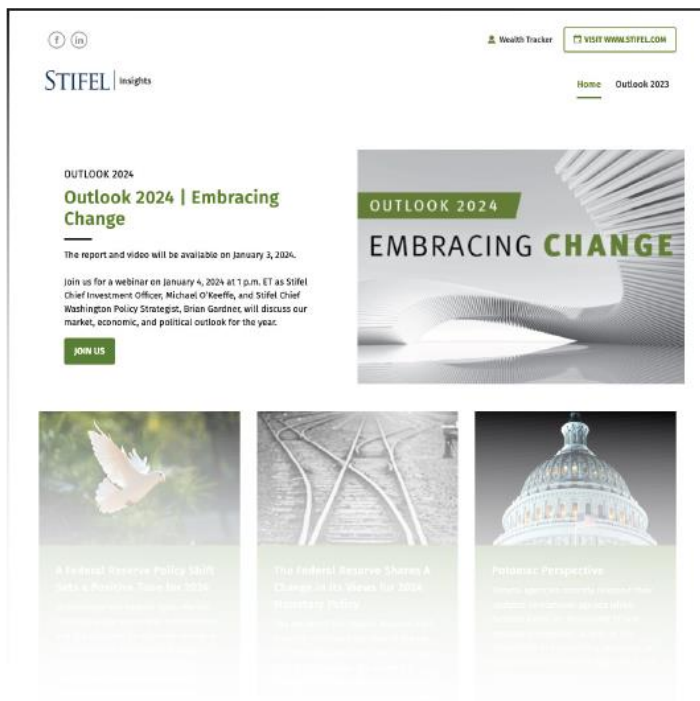 f in
Wealth Tracker
VISIT WWW.STIFEL.COM
STIFEL | Insights
Home Outlook 2023
OUTLOOK 2024
Outlook 2024 | Embracing
Change
The report and video will be available on January 3, 2024.
Join us for a webinar on January 4, 2024 at 1 p.m. ET as Stifel
Chief Investment Officer, Michael O'Keeffe, and Stifel Chief
Washington Policy Strategist, Brian Gardner, will discuss our
market, economic, and political outlook for the year.
JOIN US
OUTLOOK 2024
EMBRACING CHANGE
A Federal Reserve Policy Shift
Sets a Positive Tone for 2024
The Federal Reserve Shares A
Change in Its Views for 2024
Monetary Policy
Potomac Perspective